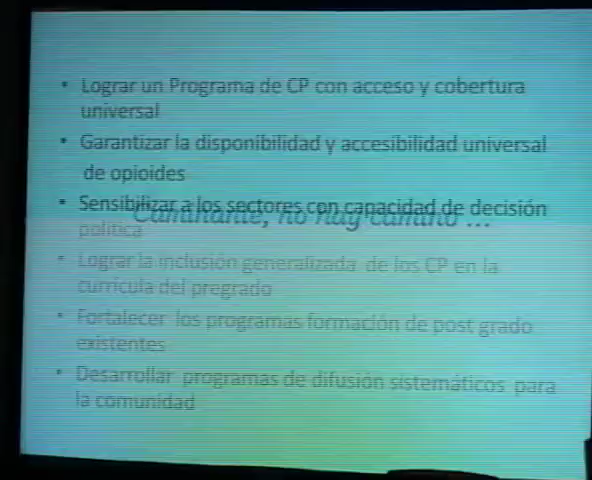 • Lograr un Programa de CP con acceso y cobertura
universal
• Garantizar la disponibilidad y accesibilidad universal
de opioides
• Sensibilizar a los sectores con capacidad de decisión
política
Caminante, no hay camino ...
• Lograr la inclusión generalizada de los CP en la
currícula del pregrado
• Fortalecer los programas formación de post grado
existentes
• Desarrollar programas de difusión sistemáticos para
la comunidad